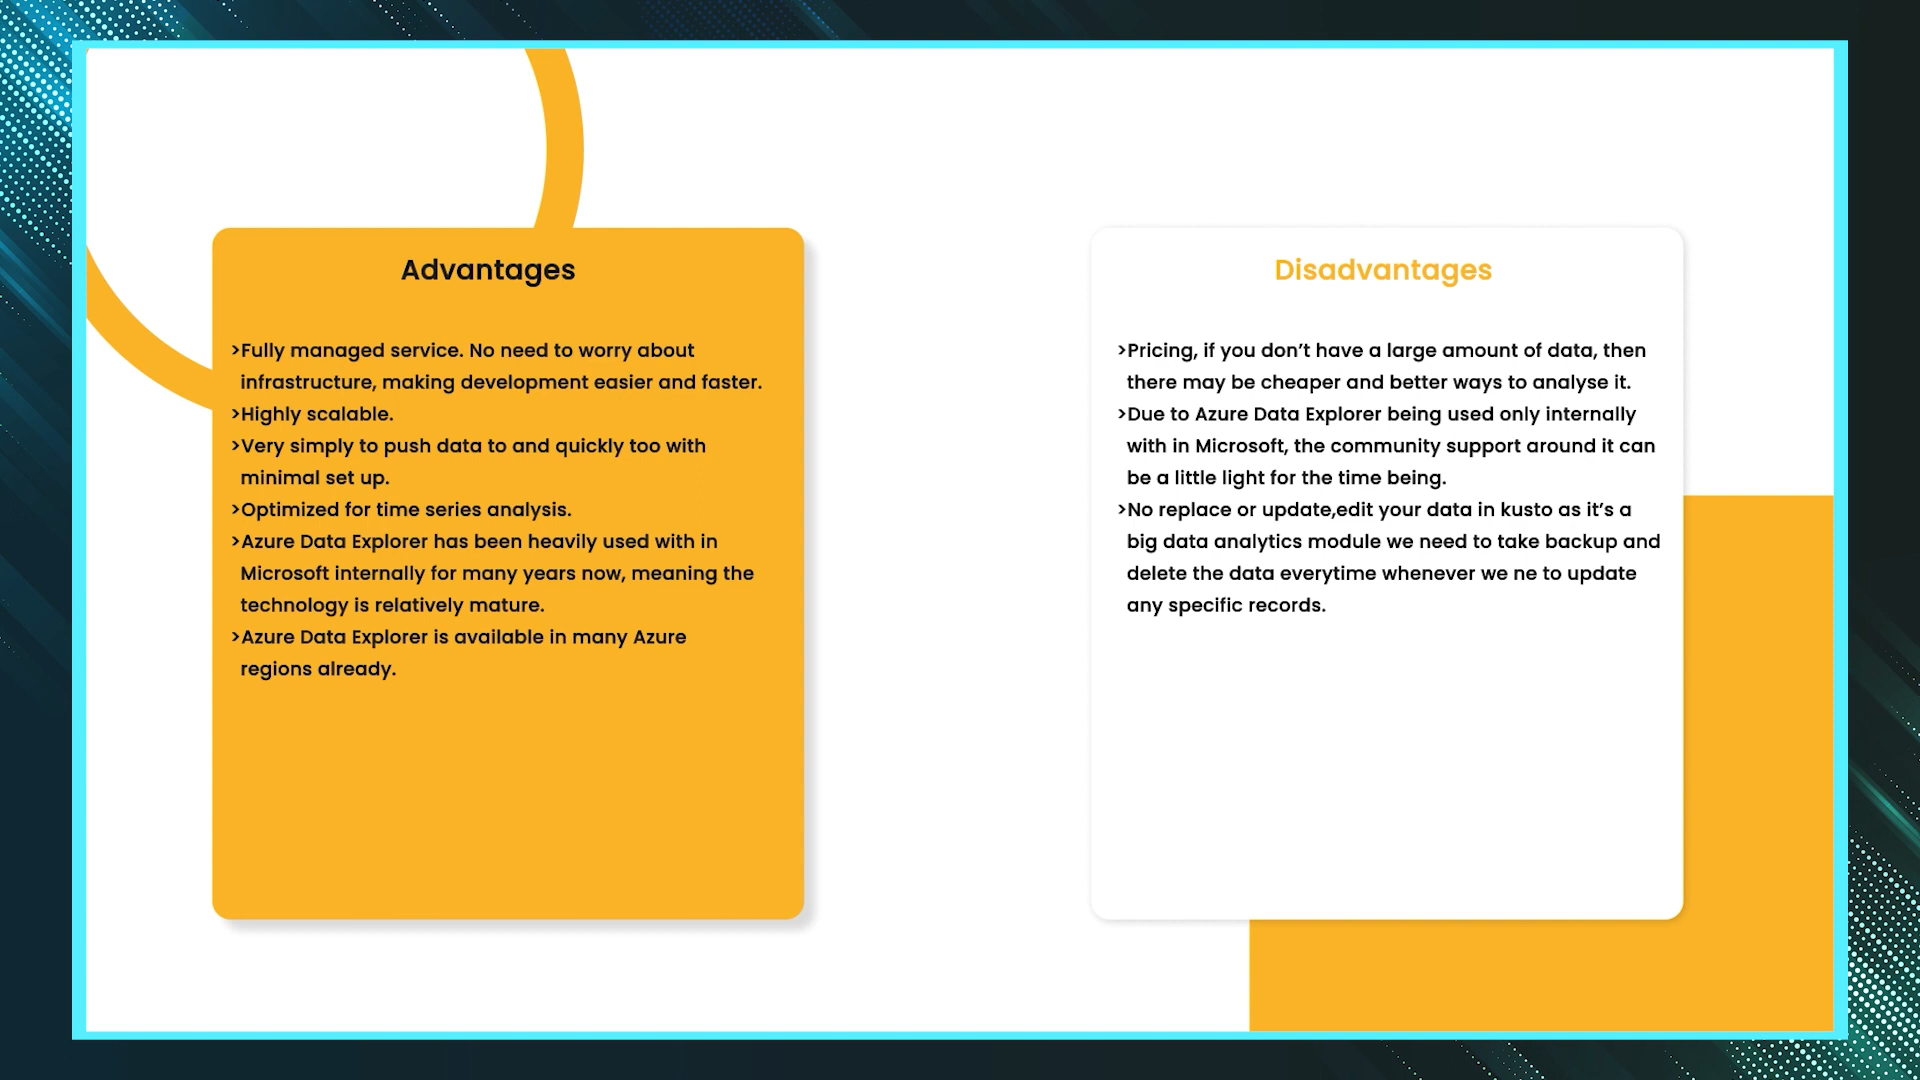 Advantages
>Fully managed service. No need to worry about
infrastructure, making development easier and faster.
>Highly scalable.
>Very simply to push data to and quickly too with
minimal set up.
>Optimized for time series analysis.
>Azure Data Explorer has been heavily used with in
Microsoft internally for many years now, meaning the
technology is relatively mature.
>Azure Data Explorer is available in many Azure
regions already.
Disadvantages
>Pricing, if you don’t have a large amount of data, then
there may be cheaper and better ways to analyse it.
>Due to Azure Data Explorer being used only internally
with in Microsoft, the community support around it can
be a little light for the time being.
>No replace or update,edit your data in kusto as it’s a
big data analytics module we need to take backup and
delete the data everytime whenever we ne to update
any specific records.